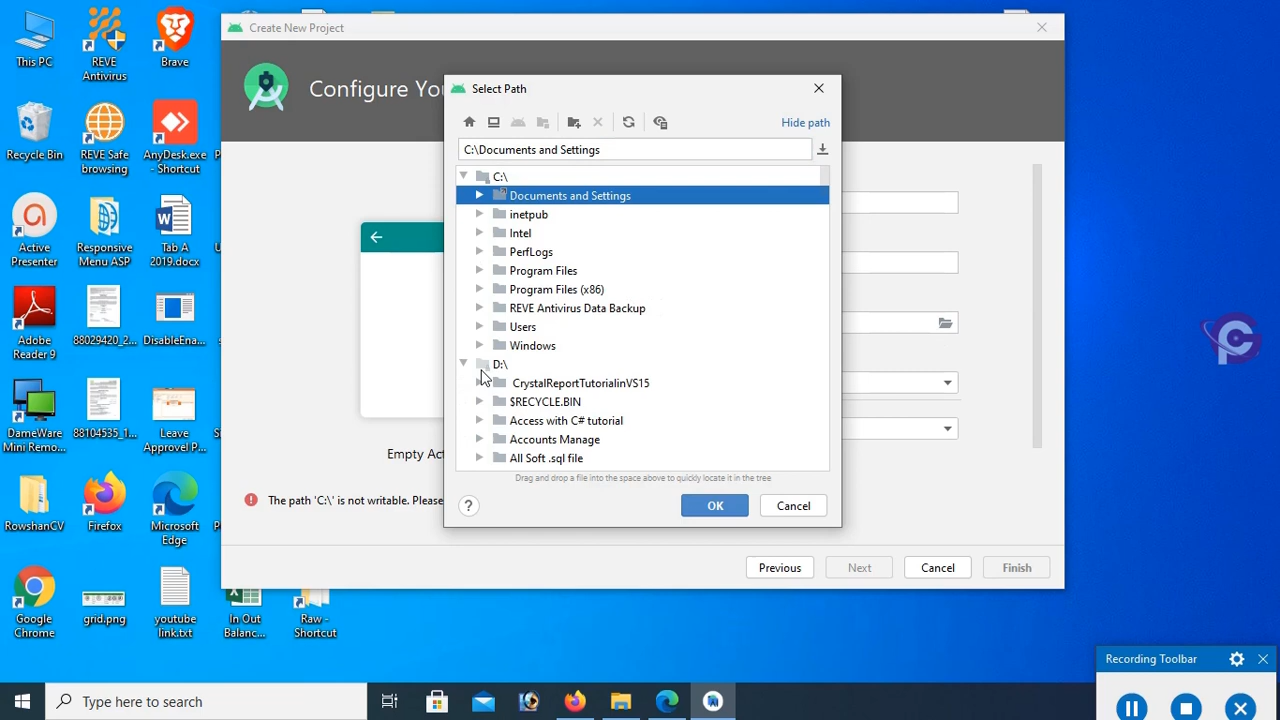 Create New Project
Configure You
Select Path
Hide path
C:\Documents and Settings
C:\
Documents and Settings
inetpub
Intel
PerfLogs
Program Files
Program Files (x86)
REVE Antivirus Data Backup
Users
Windows
D:\
CrystalReportTutorialinVS15
$RECYCLE.BIN
Access with C# tutorial
Accounts Manage
All Soft .sql file
Drag and drop a file into the space above to quickly locate it in the tree
?
OK
Cancel
Empty Act
The path 'C:\' is not writable. Please
Previous
Next
Cancel
Finish
This PC
REVE
Antivirus
Brave
Recycle Bin
REVE Safe
browsing
AnyDesk.exe
- Shortcut
Active
Presenter
Responsive
Menu ASP
Tab A
2019.docx
Adobe
Reader 9
88029420_2...
DisableEna...
DameWare
Mini Remo...
88104535_1...
Leave
Approvel P...
RowshanCV
Firefox
Microsoft
Edge
Google
Chrome
grid.png
youtube
link.txt
In Out
Balanc...
Raw -
Shortcut
Recording Toolbar
Type here to search